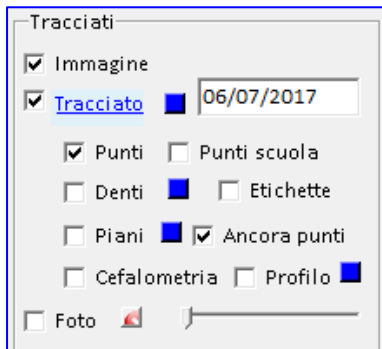 Tracciati
Immagine
Tracciato 06/07/2017
Punti Punti scuola
Denti Etichette
Piani Ancora punti
Cefalometria Profilo
Foto